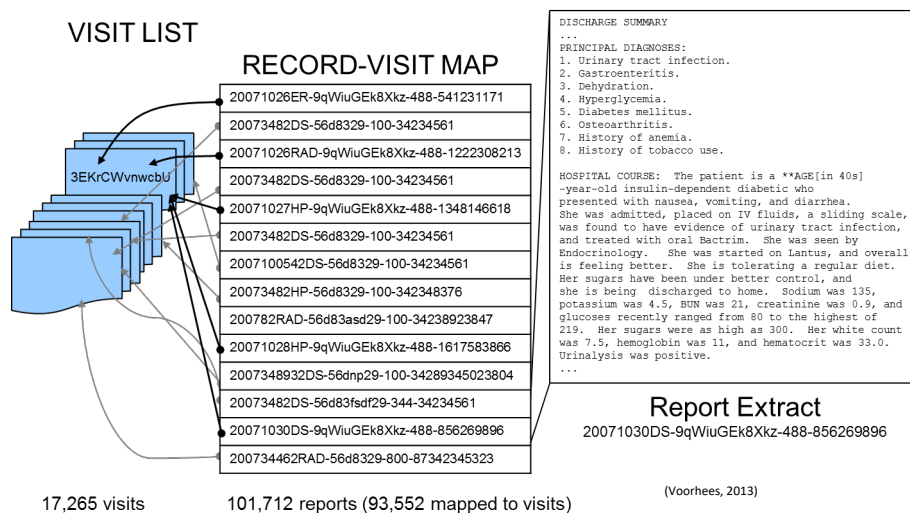 VISIT LIST
3EKrCWvnwcbU
17,265 visits
RECORD-VISIT MAP
20071026ER-9qWiuGEk8Xkz-488-541231171
20073482DS-56d8329-100-34234561
20071026RAD-9qWiuGEk8Xkz-488-1222308213
20073482DS-56d8329-100-34234561
20071027HP-9qWiuGEk8Xkz-488-1348146618
20073482DS-56d8329-100-34234561
2007100542DS-56d8329-100-34234561
20073482HP-56d8329-100-342348376
200782RAD-56d83asd29-100-34238923847
20071028HP-9qWiuGEk8Xkz-488-1617583866
2007348932DS-56dnp29-100-34289345023804
20073482DS-56d83fsdf29-344-34234561
20071030DS-9qWiuGEk8Xkz-488-856269896
200734462RAD-56d8329-800-87342345323
101,712 reports (93,552 mapped to visits)
DISCHARGE SUMMARY
...
PRINCIPAL DIAGNOSES:
1. Urinary tract infection.
2. Gastroenteritis.
3. Dehydration.
4. Hyperglycemia.
5. Diabetes mellitus.
6. Osteoarthritis.
7. History of anemia.
8. History of tobacco use.
HOSPITAL COURSE:  The patient is a **AGE[in 40s]
-year-old insulin-dependent diabetic who
presented with nausea, vomiting, and diarrhea.
She was admitted, placed on IV fluids, a sliding scale,
was found to have evidence of urinary tract infection,
and treated with oral Bactrim.  She was seen by
Endocrinology.  She was started on Lantus, and overall
is feeling better.  She is tolerating a regular diet.
Her sugars have been under better control, and
she is being  discharged to home.  Sodium was 135,
potassium was 4.5, BUN was 21, creatinine was 0.9, and
glucoses recently ranged from 80 to the highest of
219.  Her sugars were as high as 300.  Her white count
was 7.5, hemoglobin was 11, and hematocrit was 33.0.
Urinalysis was positive.
...
Report Extract
20071030DS-9qWiuGEk8Xkz-488-856269896
(Voorhees, 2013)